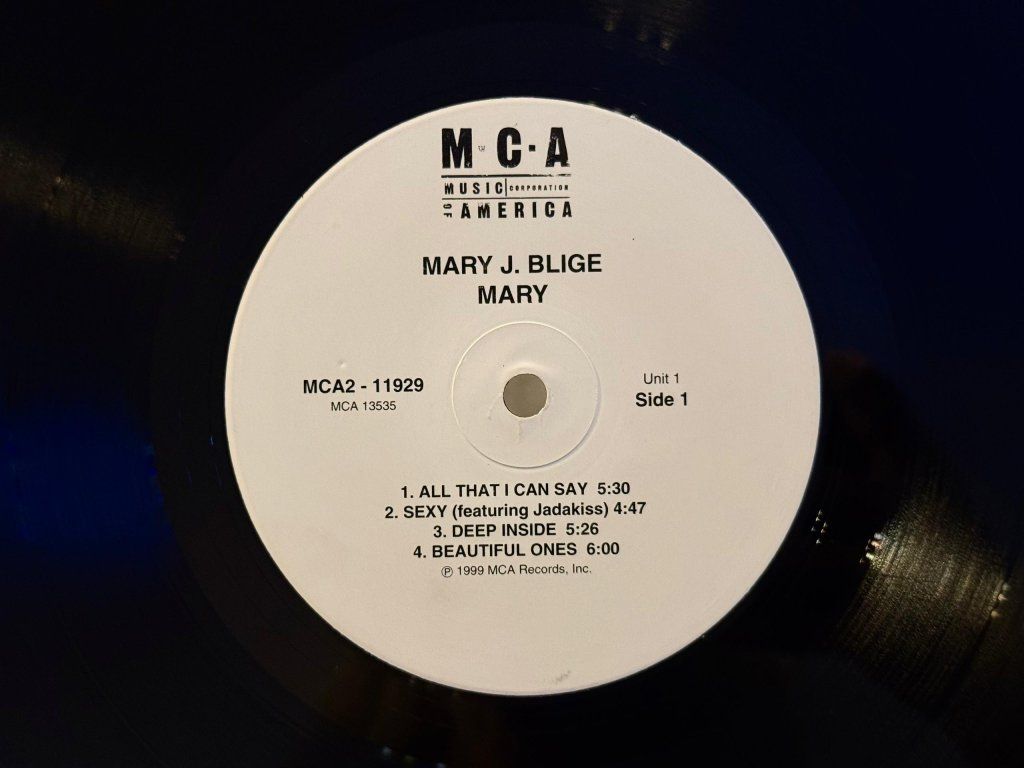 M·C·A
MUSIC CORPORATION
OF AMERICA
MARY J. BLIGE
MARY
MCA2 - 11929
MCA 13535
Unit 1
Side 1
1. ALL THAT I CAN SAY 5:30
2. SEXY (featuring Jadakiss) 4:47
3. DEEP INSIDE 5:26
4. BEAUTIFUL ONES 6:00
℗ 1999 MCA Records, Inc.